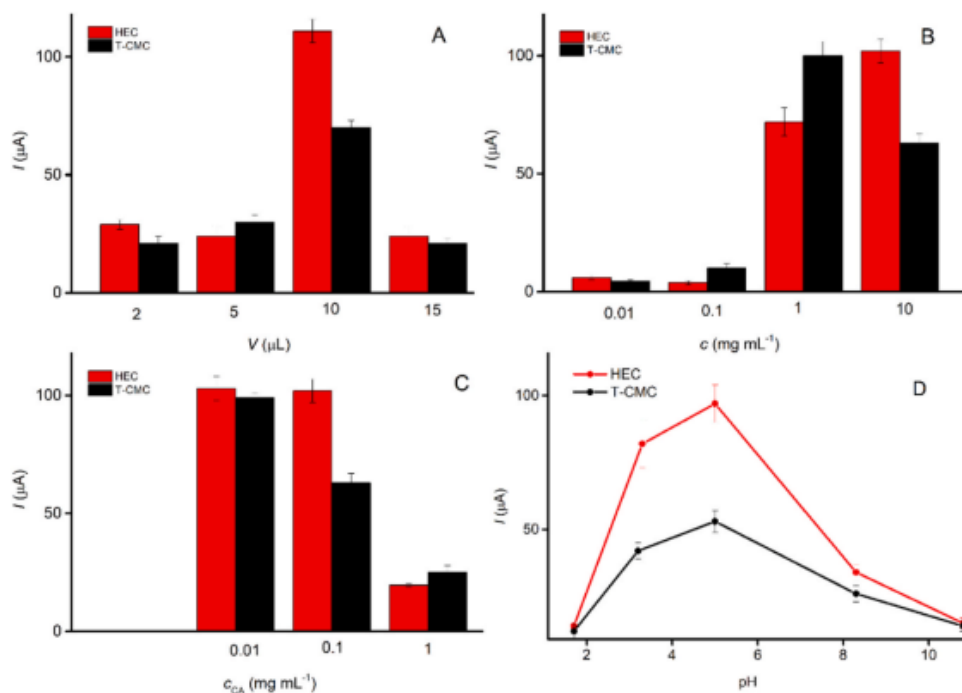 A
HEC
T-CMC
100
50
0
I (μA)
2 5 10 15
V (μL)
B
HEC
T-CMC
100
50
0
I (μA)
0.01 0.1 1 10
c (mg mL⁻¹)
C
HEC
T-CMC
100
50
0
I (μA)
0.01 0.1 1
c_CA (mg mL⁻¹)
D
HEC
T-CMC
100
50
I (μA)
2 4 6 8 10
pH